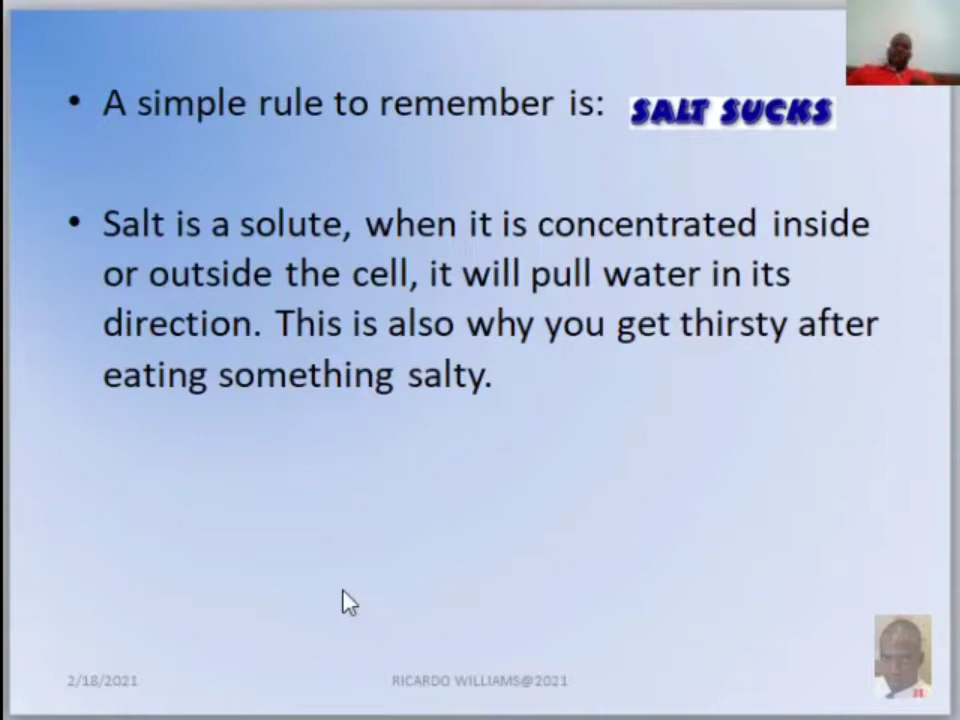 • A simple rule to remember is: SALT SUCKS
• Salt is a solute, when it is concentrated inside
or outside the cell, it will pull water in its
direction. This is also why you get thirsty after
eating something salty.
2/18/2021 RICARDO WILLIAMS@2021